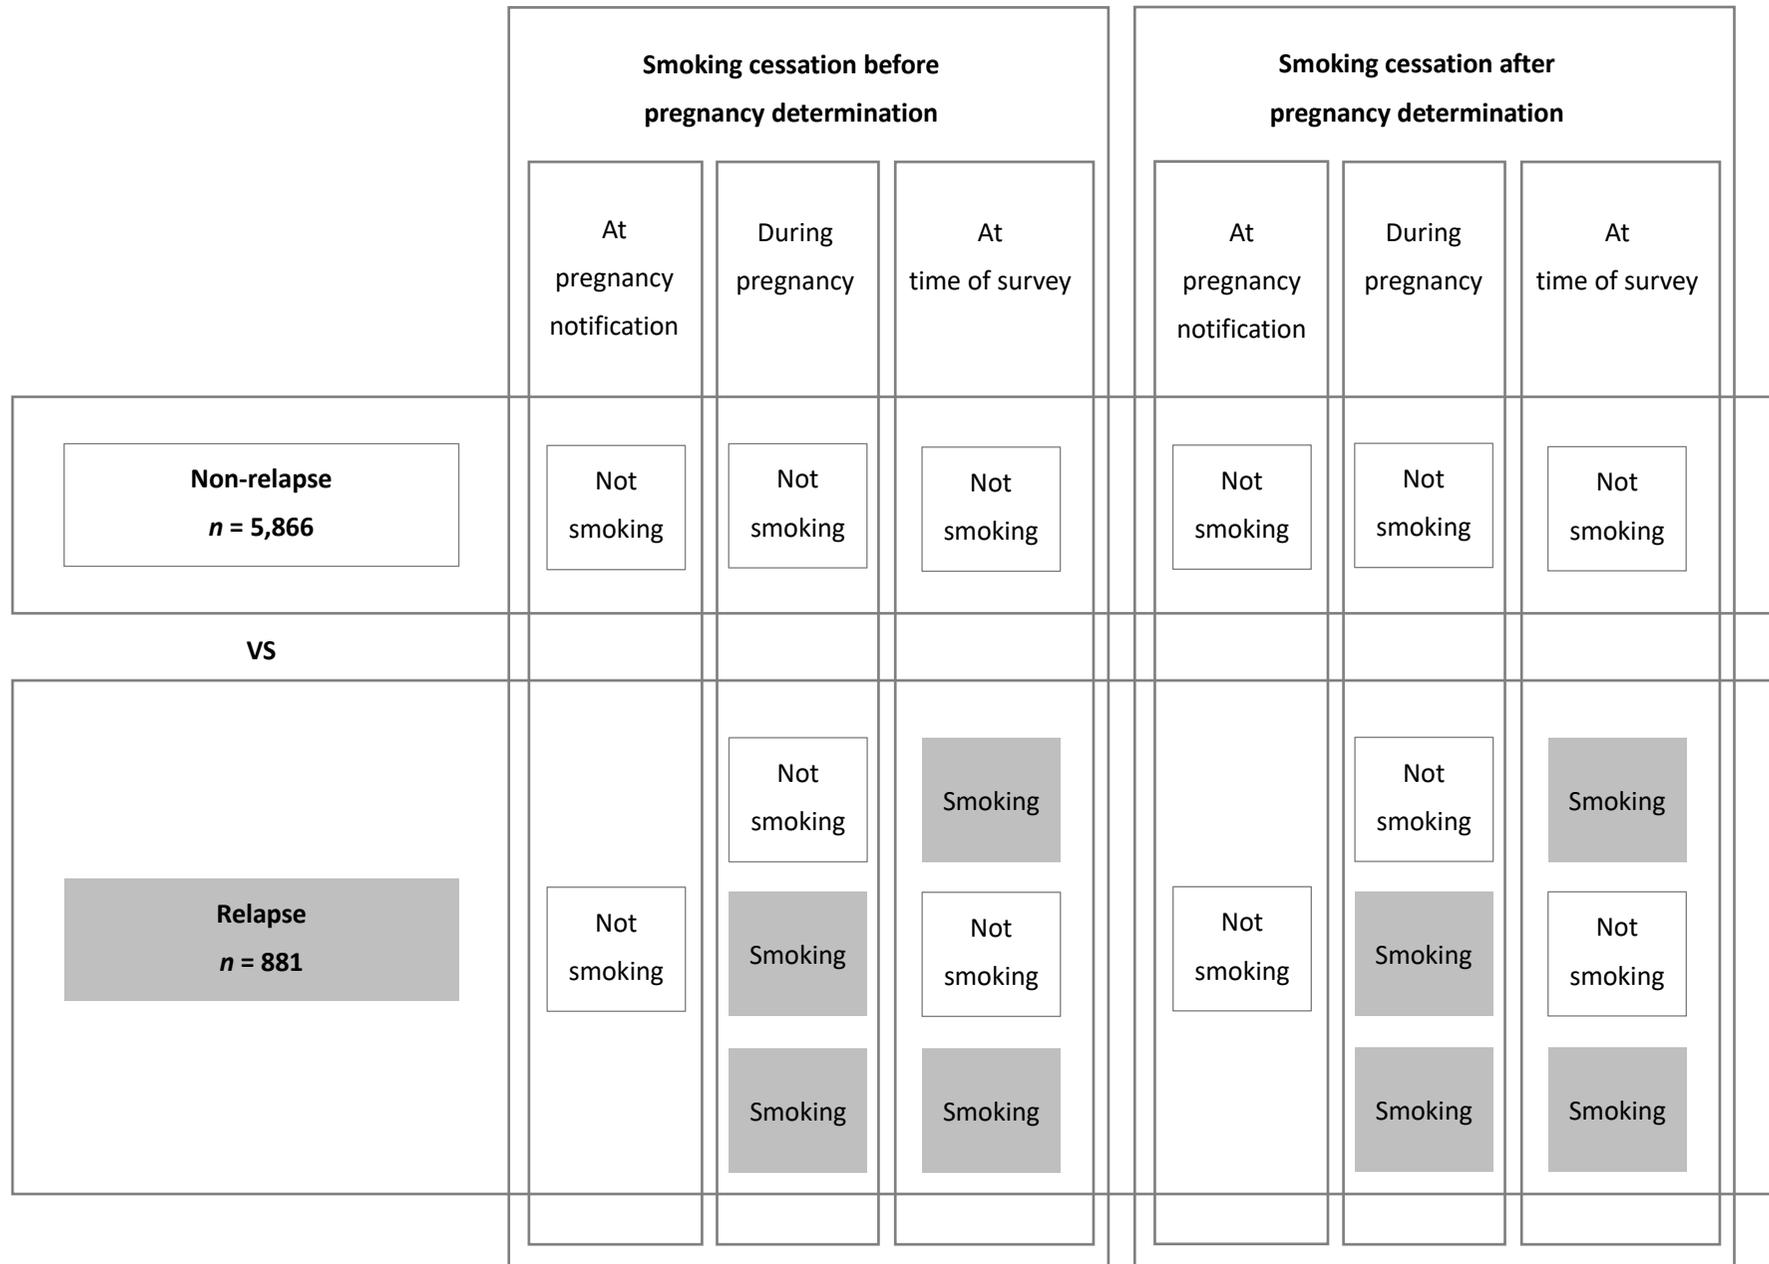 Smoking cessation before
pregnancy determination
Smoking cessation after
pregnancy determination
At
pregnancy
notification
During
pregnancy
At
time of survey
At
pregnancy
notification
During
pregnancy
At
time of survey
Non-relapse
n = 5,866
Not
smoking
Not
smoking
Not
smoking
Not
smoking
Not
smoking
Not
smoking
VS
Relapse
n = 881
Not
smoking
Not
smoking
Smoking
Smoking
Not
smoking
Smoking
Smoking
Not
smoking
Not
smoking
Smoking
Smoking
Not
smoking
Smoking
Smoking